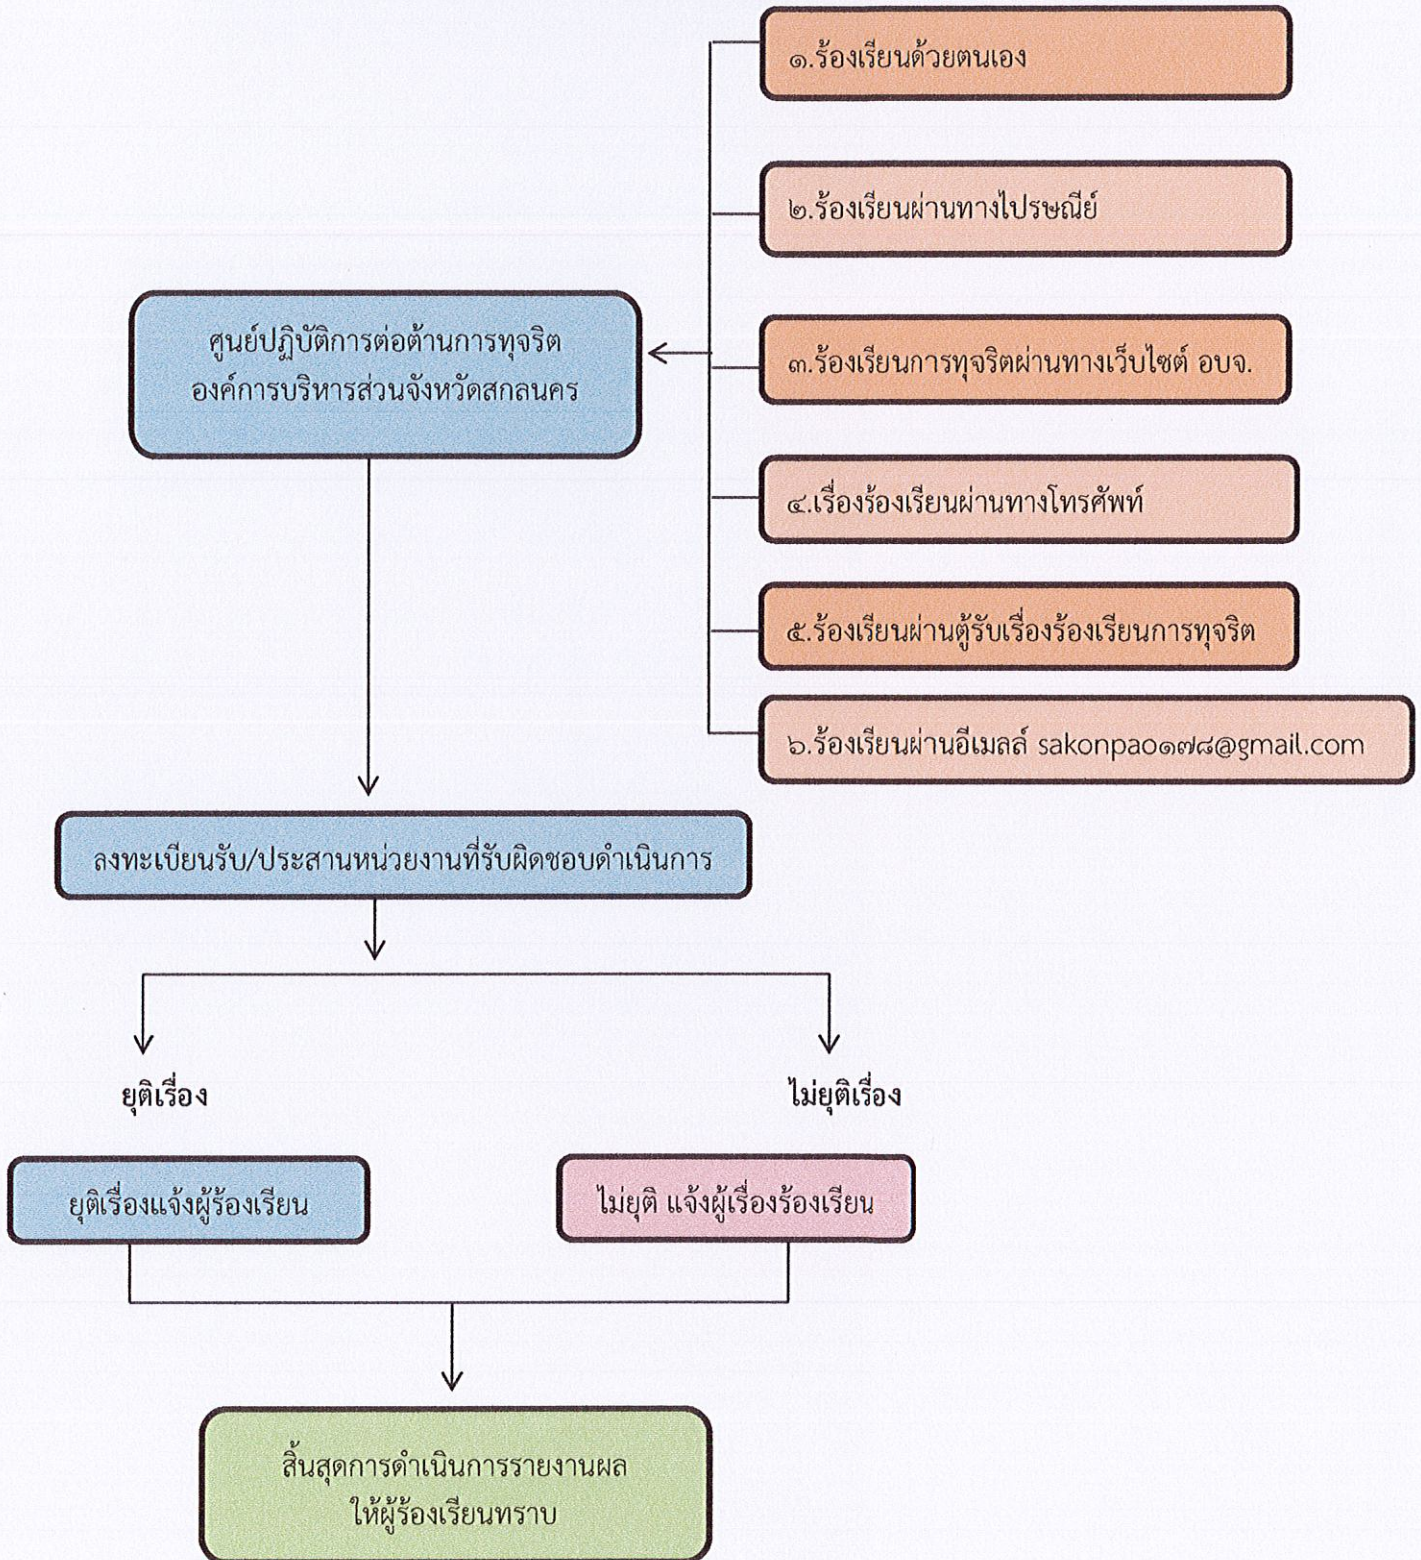 ๑.ร้องเรียนด้วยตนเอง
๒.ร้องเรียนผ่านทางไปรษณีย์
ศูนย์ปฏิบัติการต่อต้านการทุจริต
องค์การบริหารส่วนจังหวัดสกลนคร
๓.ร้องเรียนการทุจริตผ่านทางเว็บไซต์ อบจ.
๔.เรื่องร้องเรียนผ่านทางโทรศัพท์
๕.ร้องเรียนผ่านตู้รับเรื่องร้องเรียนการทุจริต
๖.ร้องเรียนผ่านอีเมลล์ sakonpao๑๗๘@gmail.com
ลงทะเบียนรับ/ประสานหน่วยงานที่รับผิดชอบดำเนินการ
ยุติเรื่อง
ไม่ยุติเรื่อง
ยุติเรื่องแจ้งผู้ร้องเรียน
ไม่ยุติ แจ้งผู้เรื่องร้องเรียน
สิ้นสุดการดำเนินการรายงานผล
ให้ผู้ร้องเรียนทราบ